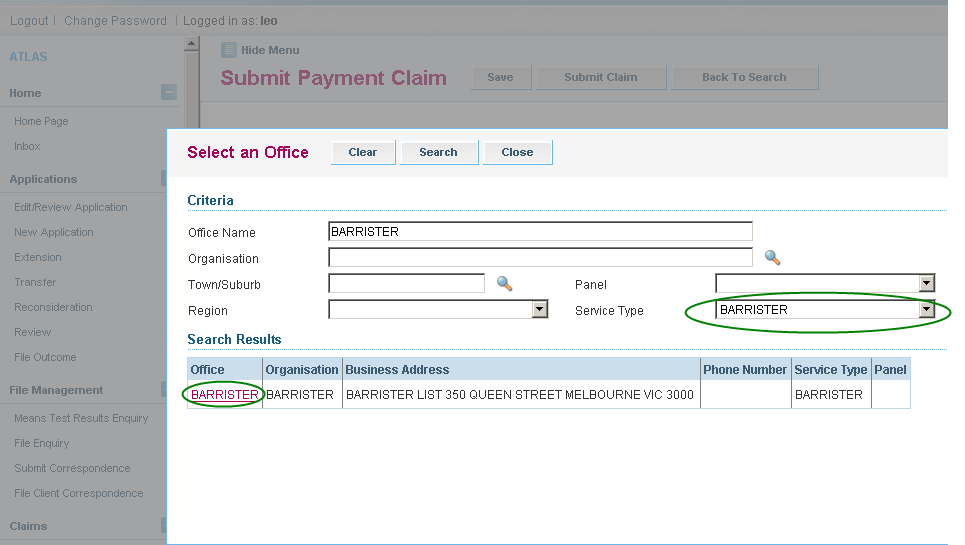 Logout | Change Password | Logged in as: leo
ATLAS
Home
Home Page
Inbox
Applications
Edit/Review Application
New Application
Extension
Transfer
Reconsideration
Review
File Outcome
File Management
Means Test Results Enquiry
File Enquiry
Submit Correspondence
File Client Correspondence
Claims
Hide Menu
Submit Payment Claim Save Submit Claim Back To Search
Select an Office Clear Search Close
Criteria
Office Name BARRISTER
Organisation
Town/Suburb Panel
Region Service Type BARRISTER
Search Results
Office Organisation Business Address Phone Number Service Type Panel
BARRISTER BARRISTER BARRISTER LIST 350 QUEEN STREET MELBOURNE VIC 3000 BARRISTER